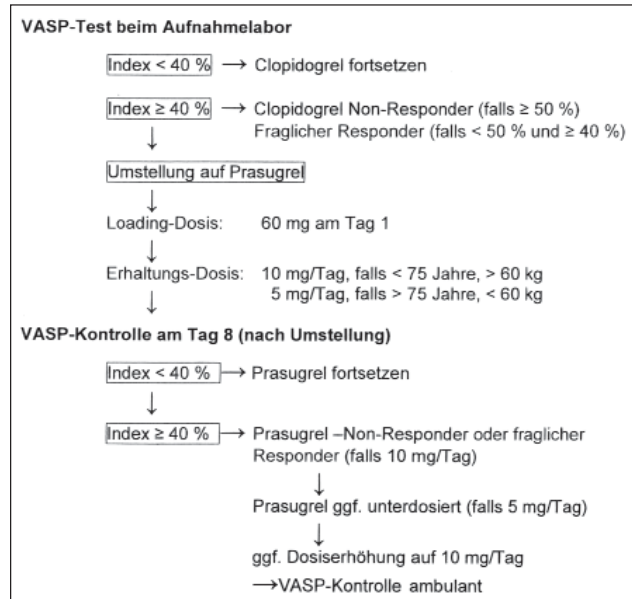 VASP-Test beim Aufnahmelabor
Index < 40 % → Clopidogrel fortsetzen
Index ≥ 40 % → Clopidogrel Non-Responder (falls ≥ 50 %)
Fraglicher Responder (falls < 50 % und ≥ 40 %)
↓
Umstellung auf Prasugrel
↓
Loading-Dosis: 60 mg am Tag 1
↓
Erhaltungs-Dosis: 10 mg/Tag, falls < 75 Jahre, > 60 kg
5 mg/Tag, falls > 75 Jahre, < 60 kg
↓
VASP-Kontrolle am Tag 8 (nach Umstellung)
Index < 40 % → Prasugrel fortsetzen
↓
Index ≥ 40 % → Prasugrel –Non-Responder oder fraglicher
Responder (falls 10 mg/Tag)
↓
Prasugrel ggf. unterdosiert (falls 5 mg/Tag)
↓
ggf. Dosiserhöhung auf 10 mg/Tag
→VASP-Kontrolle ambulant